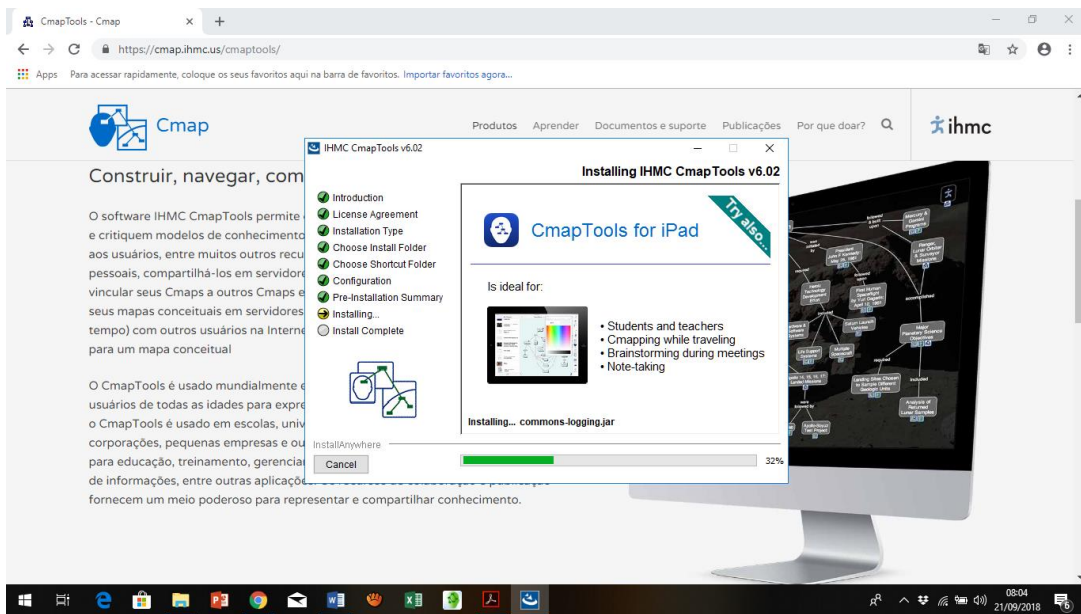 CmapTools - Cmap
https://cmap.ihmc.us/cmaptools/
Apps Para acessar rapidamente, coloque os seus favoritos aqui na barra de favoritos. Importar favoritos agora...
Cmap
Produtos Aprender Documentos e suporte Publicações Por que doar?
ihmc
Construir, navegar, com
O software IHMC CmapTools permite
e critiquem modelos de conhecimento
aos usuários, entre muitos outros recu
pessoais, compartilhá-los em servidore
vincular seus Cmaps a outros Cmaps e
seus mapas conceituais em servidores
tempo) com outros usuários na Interne
para um mapa conceitual
O CmapTools é usado mundialmente e
usuários de todas as idades para expre
o CmapTools é usado em escolas, univ
corporações, pequenas empresas e ou
para educação, treinamento, gerencia
de informações, entre outras aplicaçõe
fornecem um meio poderoso para representar e compartilhar conhecimento.
IHMC CmapTools v6.02
Installing IHMC CmapTools v6.02
Introduction
License Agreement
Installation Type
Choose Install Folder
Choose Shortcut Folder
Configuration
Pre-Installation Summary
Installing...
Install Complete
Try also...
CmapTools for iPad
Is ideal for:
• Students and teachers
• Cmapping while traveling
• Brainstorming during meetings
• Note-taking
Installing... commons-logging.jar
InstallAnywhere
Cancel
32%
08:04
21/09/2018